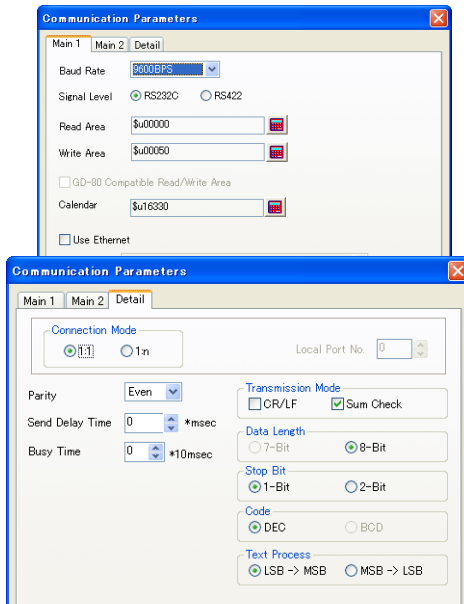 Communication Parameters
Main 1 Main 2 Detail
Baud Rate 9600BPS
Signal Level RS232C RS422
Read Area $u00000
Write Area $u00050
GD-80 Compatible Read/Write Area
Calendar $u16330
Use Ethernet
Communication Parameters
Main 1 Main 2 Detail
Connection Mode
1:1 1:n Local Port No. 0
Parity Even
Send Delay Time 0 *msec
Busy Time 0 *10msec
Transmission Mode
CR/LF Sum Check
Data Length
7-Bit 8-Bit
Stop Bit
1-Bit 2-Bit
Code
DEC BCD
Text Process
LSB -> MSB MSB -> LSB